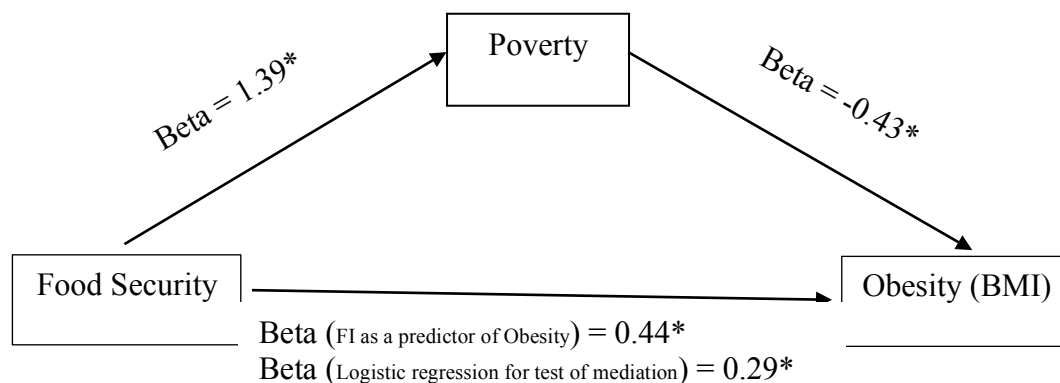 Poverty
Beta = 1.39*
Beta = -0.43*
Food Security
Obesity (BMI)
Beta (FI as a predictor of Obesity) = 0.44*
Beta (Logistic regression for test of mediation) = 0.29*